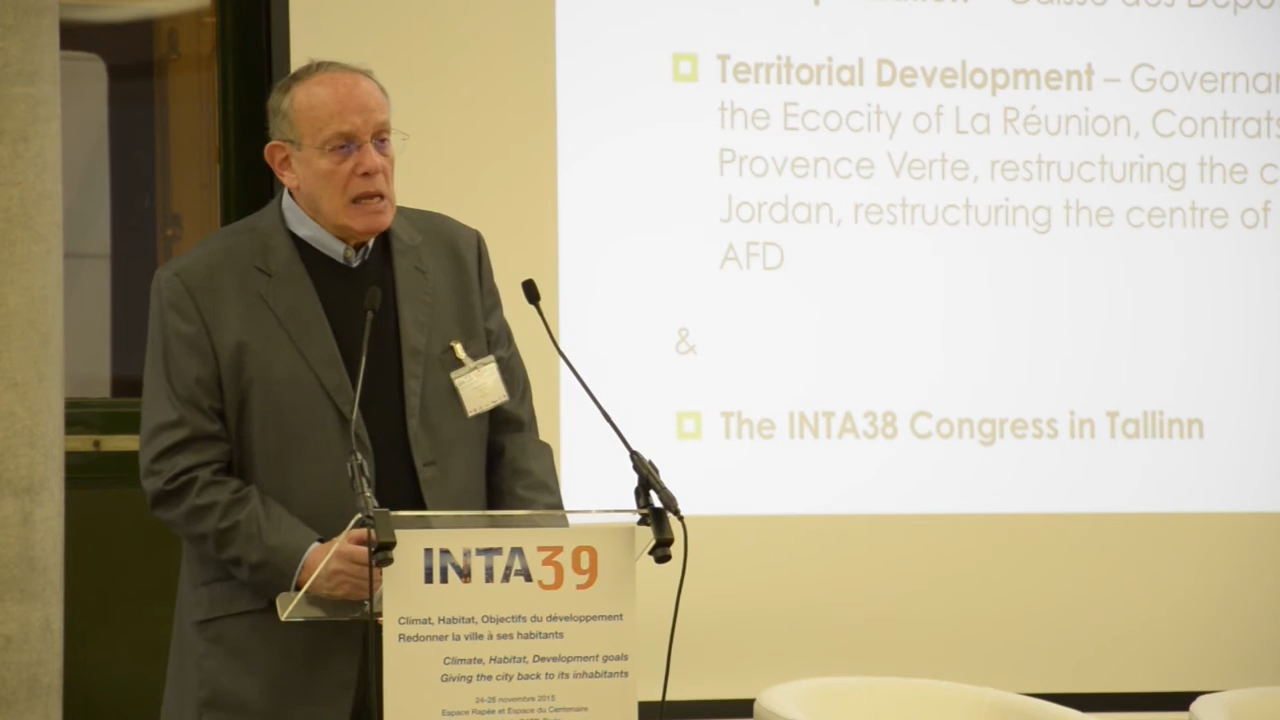 Territorial Development – Governan
the Ecocity of La Réunion, Contrats
Provence Verte, restructuring the c
Jordan, restructuring the centre of
AFD
&
The INTA38 Congress in Tallinn
INTA39
Climat, Habitat, Objectifs du développement
Redonner la ville à ses habitants
Climate, Habitat, Development goals
Giving the city back to its inhabitants
24-26 novembre 2015
Espace Rapée et Espace du Centenaire